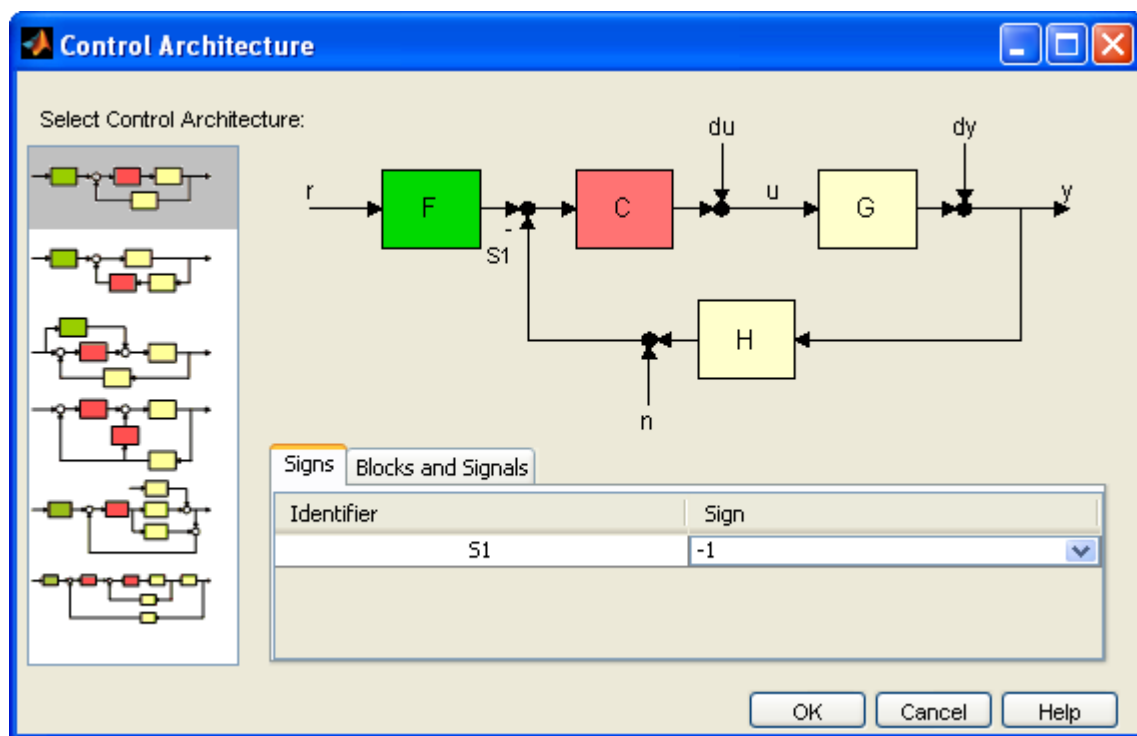 Control Architecture
Select Control Architecture:
du
dy
r
F
C
u
G
y
-
S1
H
n
Signs
Blocks and Signals
Identifier Sign
S1 -1
OK Cancel Help